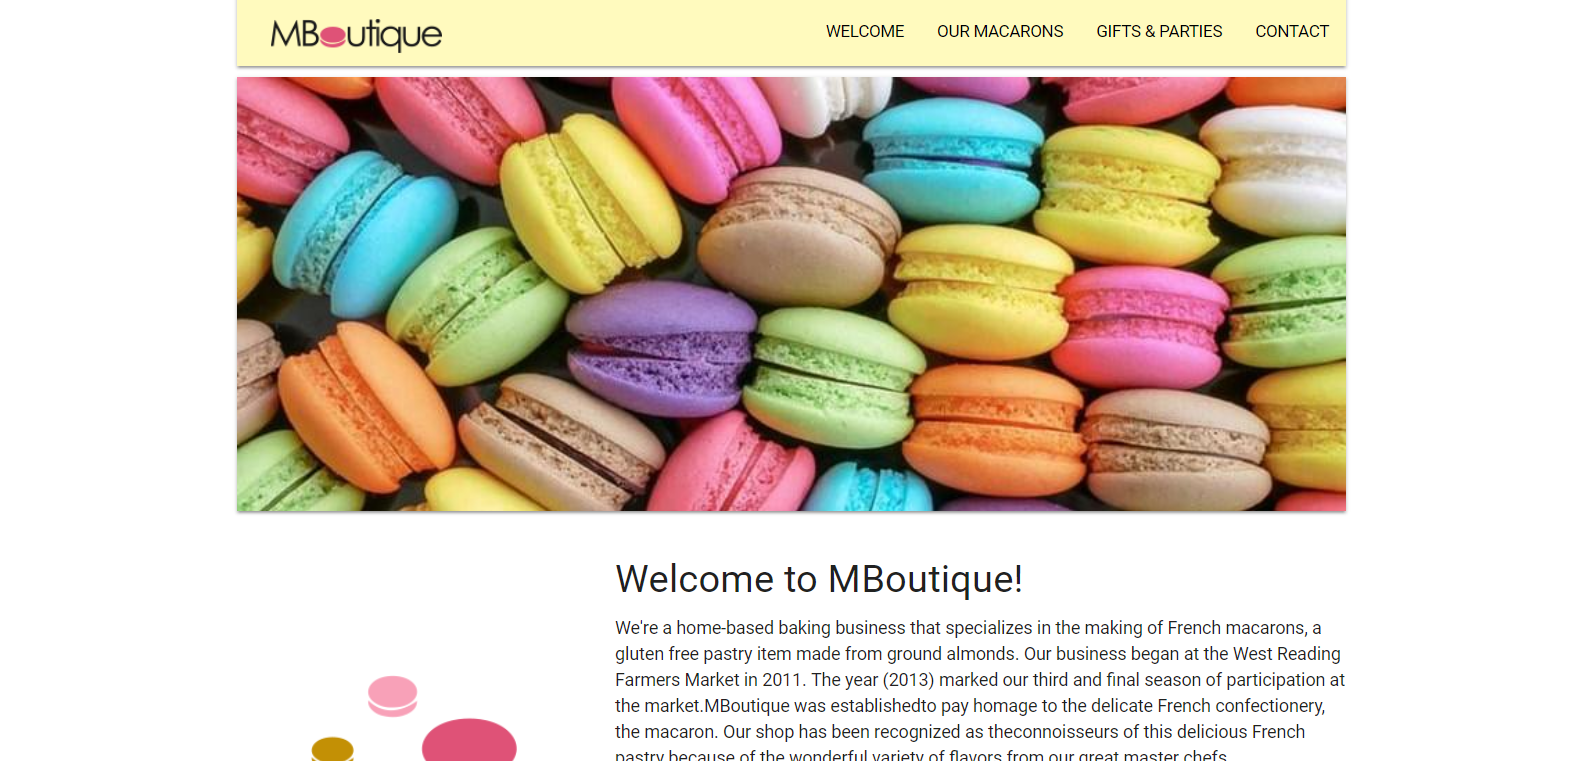 MBoutique
WELCOME OUR MACARONS GIFTS & PARTIES CONTACT
Welcome to MBoutique!
We're a home-based baking business that specializes in the making of French macarons, a
gluten free pastry item made from ground almonds. Our business began at the West Reading
Farmers Market in 2011. The year (2013) marked our third and final season of participation at
the market.MBoutique was establishedto pay homage to the delicate French confectionery,
the macaron. Our shop has been recognized as theconnoisseurs of this delicious French
pastry because of the wonderful variety of flavors from our great master chefs.